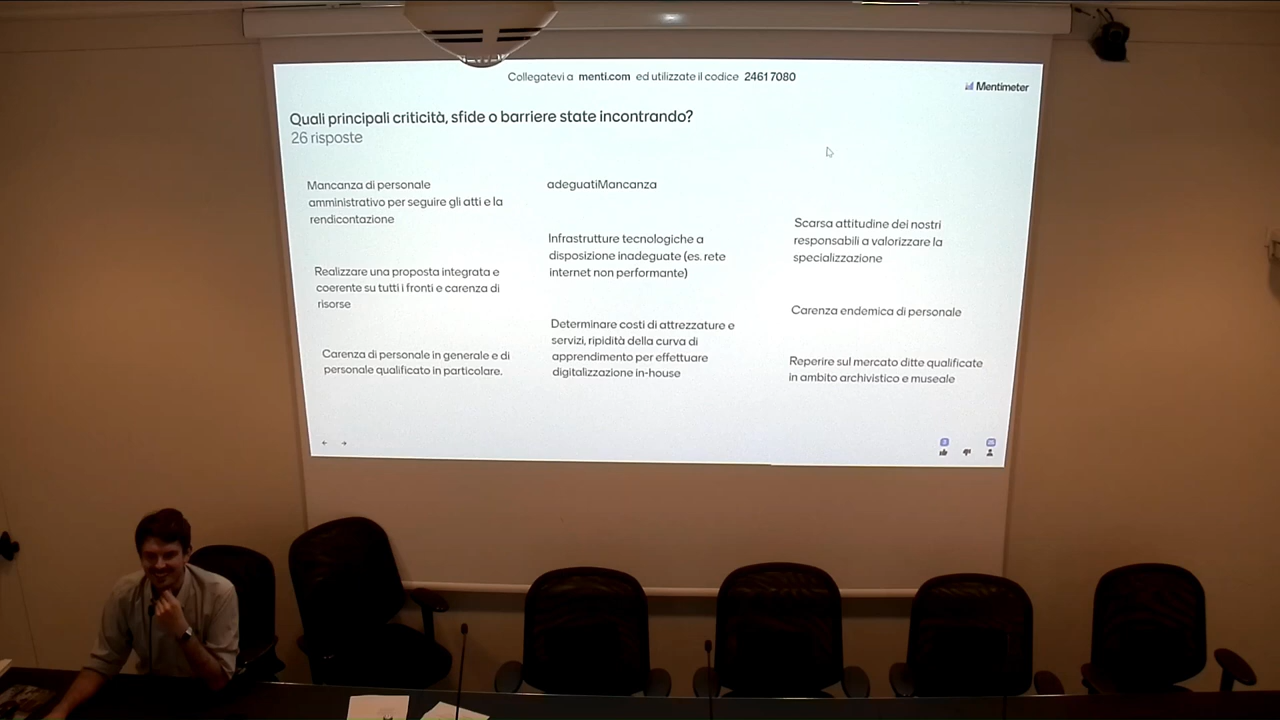 Collegatevi a menti.com ed utilizzate il codice 2461 7080
Mentimeter
Quali principali criticità, sfide o barriere state incontrando?
26 risposte
Mancanza di personale
amministrativo per seguire gli atti e la
rendicontazione
Realizzare una proposta integrata e
coerente su tutti i fronti e carenza di
risorse
Carenza di personale in generale e di
personale qualificato in particolare.
adeguatiMancanza
Infrastrutture tecnologiche a
disposizione inadeguate (es. rete
internet non performante)
Determinare costi di attrezzature e
servizi, ripidità della curva di
apprendimento per effettuare
digitalizzazione in-house
Scarsa attitudine dei nostri
responsabili a valorizzare la
specializzazione
Carenza endemica di personale
Reperire sul mercato ditte qualificate
in ambito archivistico e museale